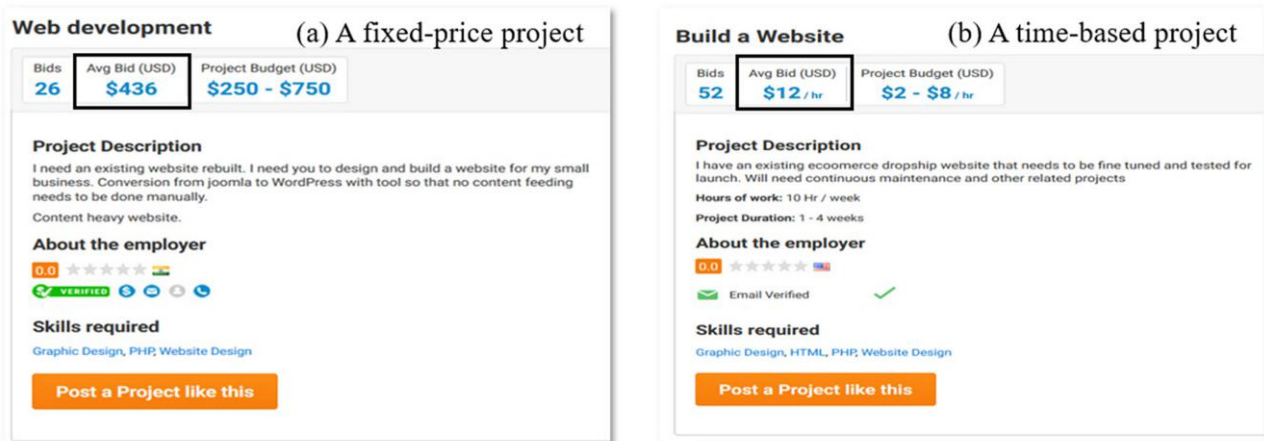 Web development
(a) A fixed-price project
Bids
Avg Bid (USD)
Project Budget (USD)
26
$436
$250 - $750
Project Description
I need an existing website rebuilt. I need you to design and build a website for my small
business. Conversion from joomla to WordPress with tool so that no content feeding
needs to be done manually.
Content heavy website.
About the employer
0.0
VERIFIED
Skills required
Graphic Design, PHP, Website Design
Post a Project like this
Build a Website
(b) A time-based project
Bids
Avg Bid (USD)
Project Budget (USD)
52
$12 / hr
$2 - $8 / hr
Project Description
I have an existing ecoomerce dropship website that needs to be fine tuned and tested for
launch. Will need continuous maintenance and other related projects
Hours of work: 10 Hr / week
Project Duration: 1 - 4 weeks
About the employer
0.0
Email Verified
Skills required
Graphic Design, HTML, PHP, Website Design
Post a Project like this